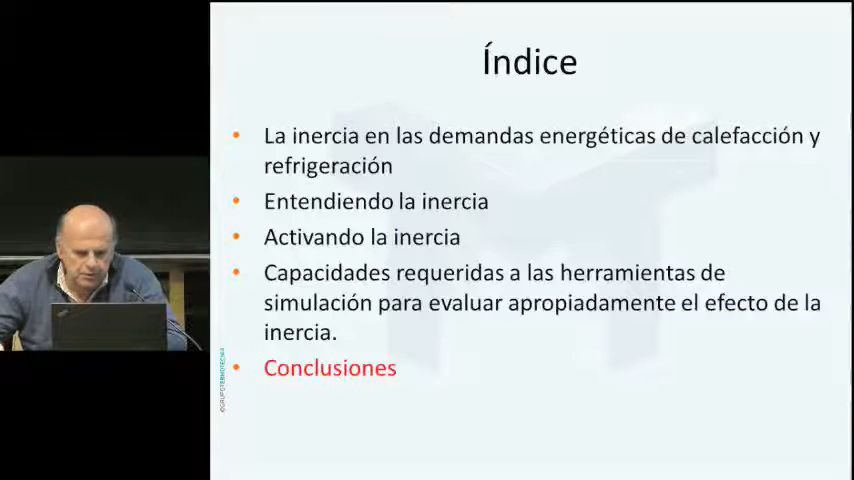 Índice
• La inercia en las demandas energéticas de calefacción y
refrigeración
• Entendiendo la inercia
• Activando la inercia
• Capacidades requeridas a las herramientas de
simulación para evaluar apropiadamente el efecto de la
inercia.
• Conclusiones
©GRUPOTERMOTECNIA